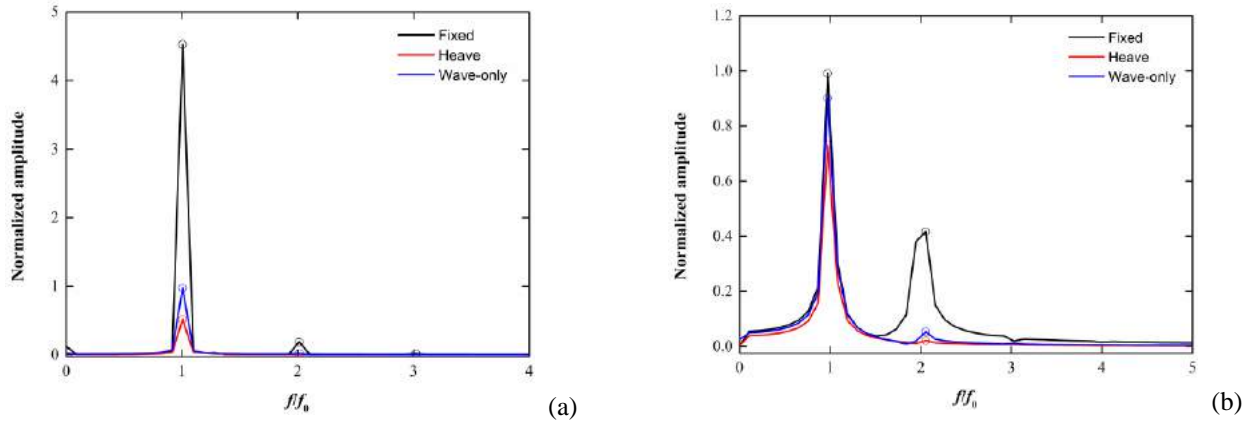 5
4
3
2
1
0
Normalized amplitude
Fixed
Heave
Wave-only
0
1
2
3
4
f/f₀
(a)
1.2
1.0
0.8
0.6
0.4
0.2
0.0
Normalized amplitude
Fixed
Heave
Wave-only
0
1
2
3
4
5
f/f₀
(b)